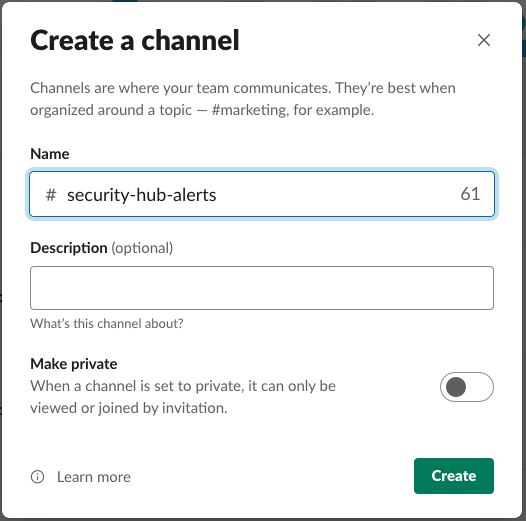 Create a channel
Channels are where your team communicates. They’re best when
organized around a topic — #marketing, for example.
Name
# security-hub-alerts 61
Description (optional)
What’s this channel about?
Make private
When a channel is set to private, it can only be
viewed or joined by invitation.
Learn more
Create